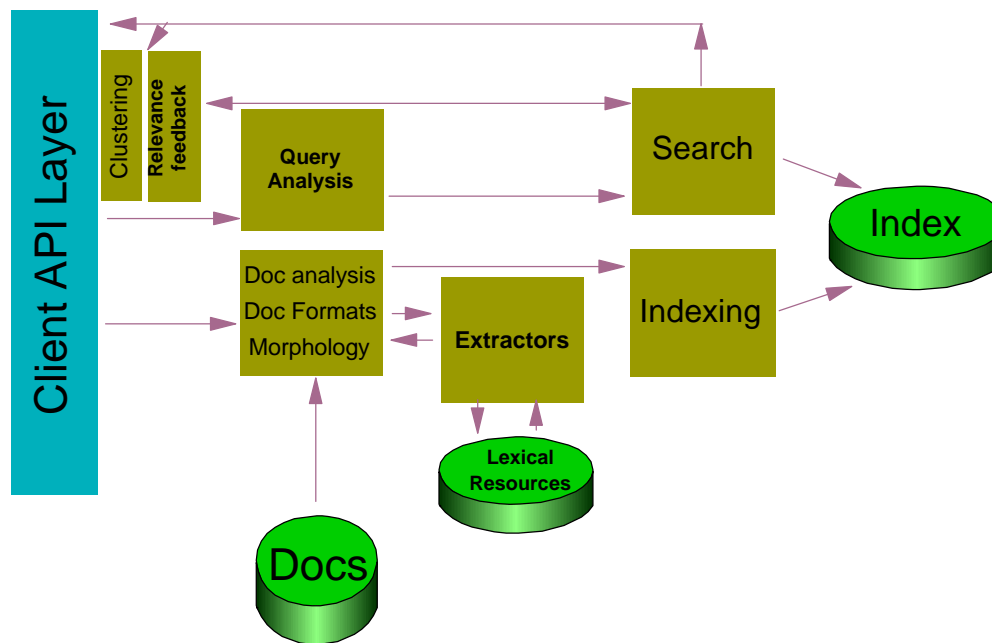 Client API Layer
Clustering
Relevance
feedback
Query
Analysis
Search
Index
Doc analysis
Doc Formats
Morphology
Extractors
Indexing
Lexical
Resources
Docs